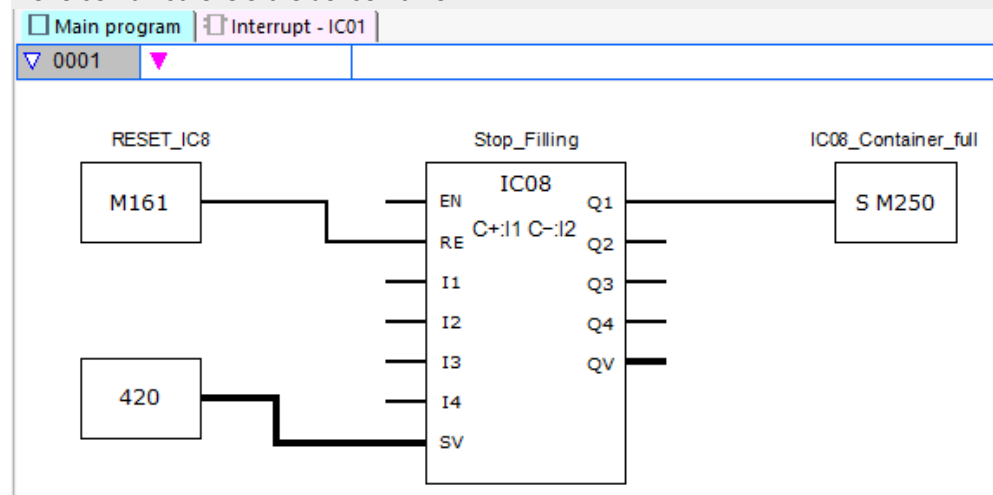 Main program Interrupt - IC01
0001
RESET_IC8 Stop_Filling IC08_Container_full
M161 IC08 S M250
EN Q1
C+:I1 C−:I2
RE Q2
I1 Q3
I2 Q4
I3 QV
420 I4
SV